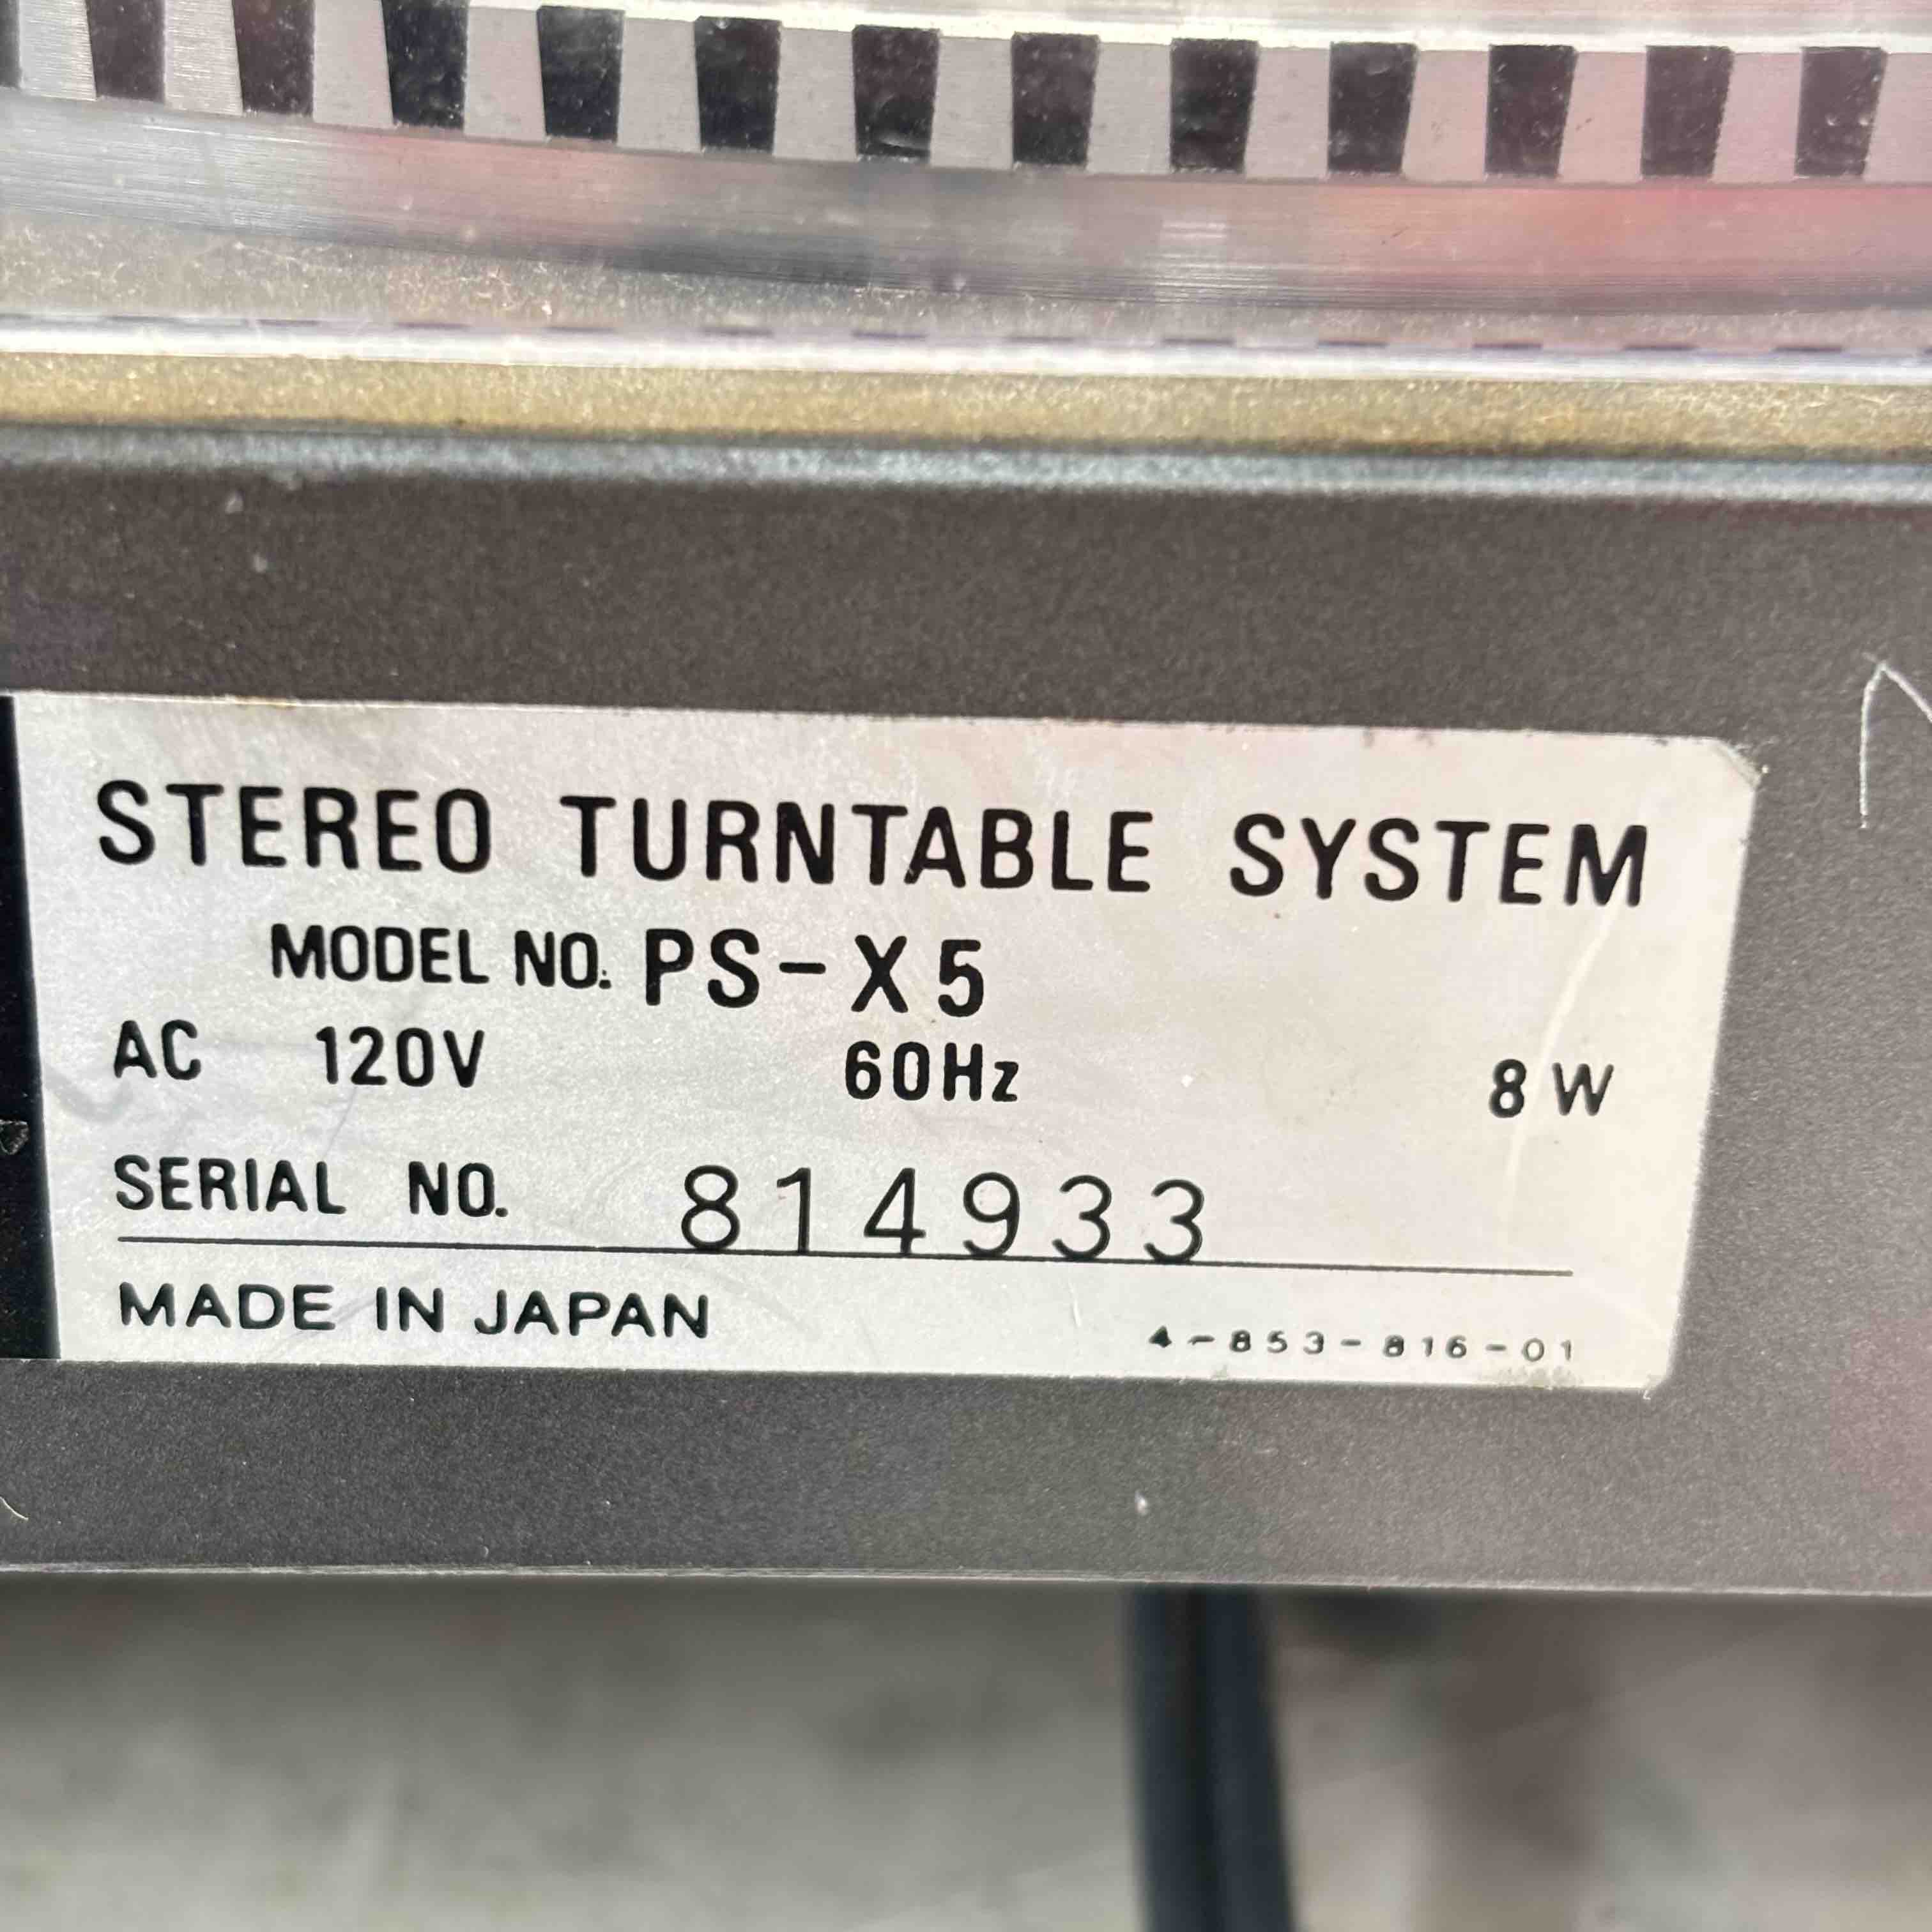 STEREO TURNTABLE SYSTEM
MODEL NO. PS-X5
AC 120V 60Hz 8W
SERIAL NO. 814933
MADE IN JAPAN
4-853-816-01